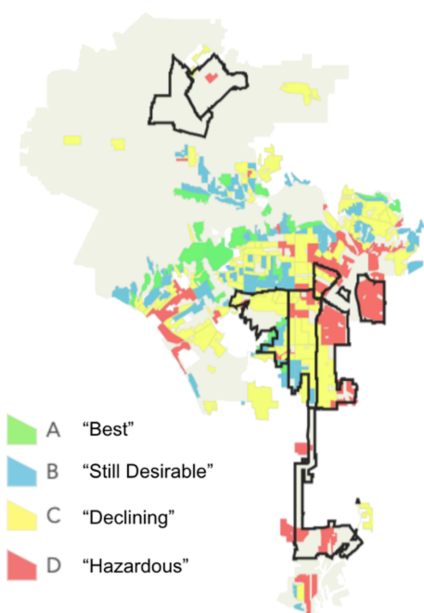 A “Best”
B “Still Desirable”
C “Declining”
D “Hazardous”